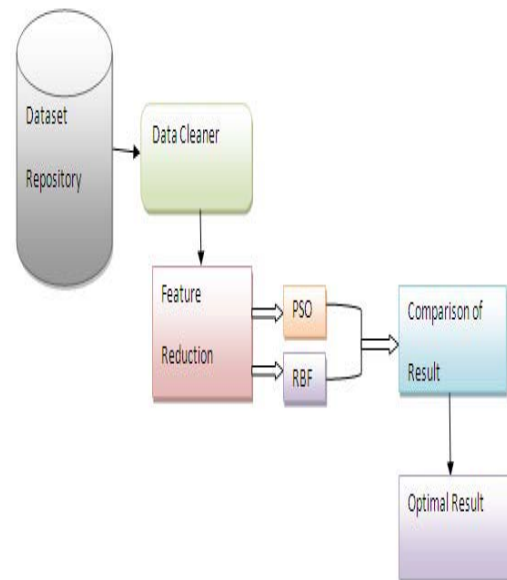 Dataset
Repository
Data Cleaner
Feature
Reduction
PSO
RBF
Comparison of
Result
Optimal Result